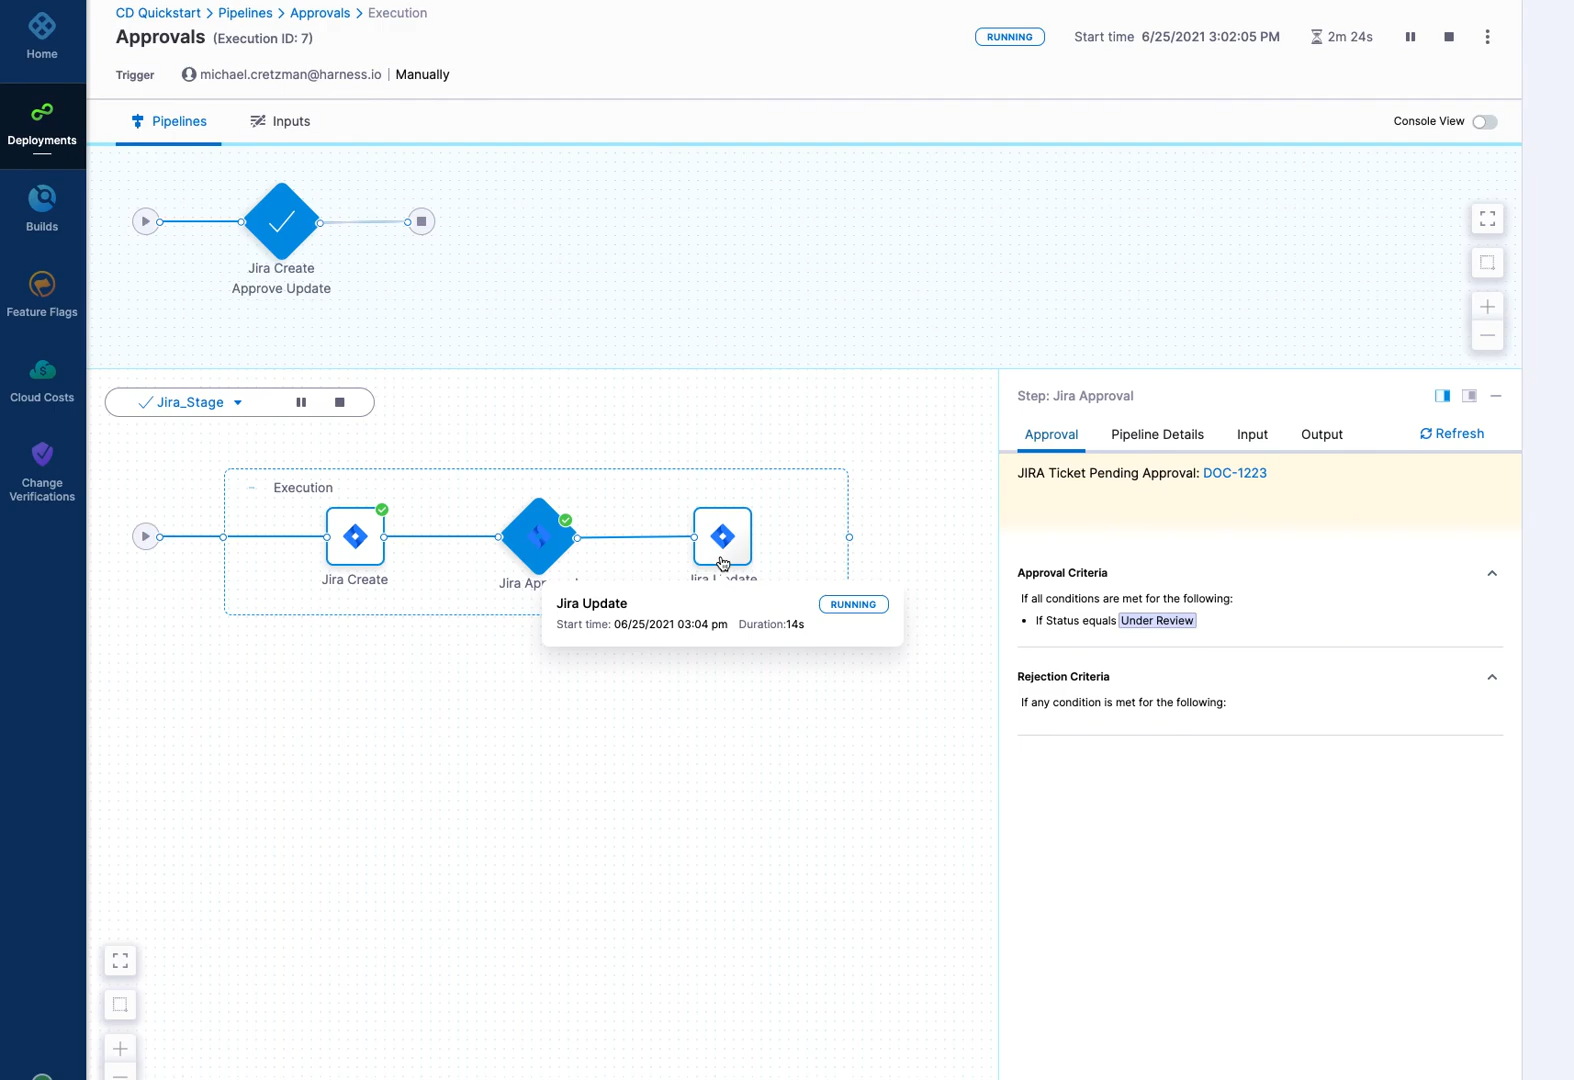 CD Quickstart > Pipelines > Approvals > Execution
Approvals (Execution ID: 7)
RUNNING
Start time 6/25/2021 3:02:05 PM
2m 24s
Trigger
michael.cretzman@harness.io | Manually
Home
Deployments
Builds
Feature Flags
Cloud Costs
Change
Verifications
Pipelines
Inputs
Console View
Jira Create
Approve Update
Jira_Stage
Execution
Jira Create
Jira App
Jira Update
Jira Update
RUNNING
Start time: 06/25/2021 03:04 pm Duration:14s
Step: Jira Approval
Approval
Pipeline Details
Input
Output
Refresh
JIRA Ticket Pending Approval: DOC-1223
Approval Criteria
If all conditions are met for the following:
• If Status equals Under Review
Rejection Criteria
If any condition is met for the following: